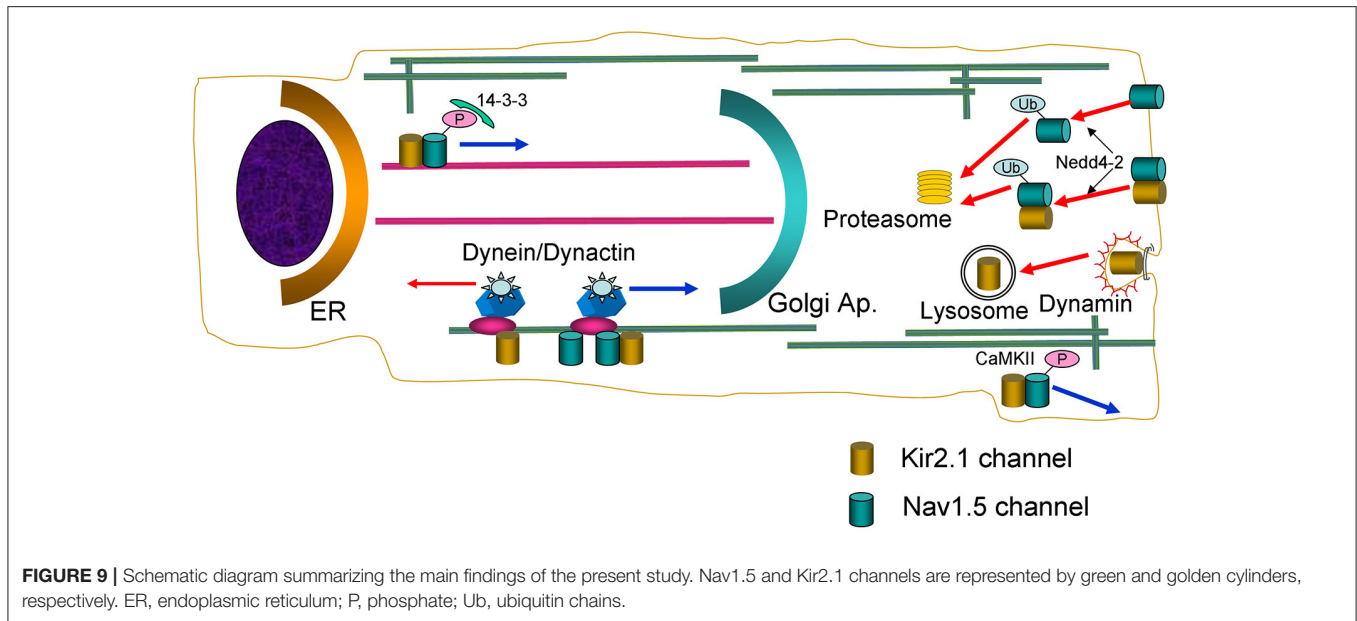 14-3-3
P
Ub
Nedd4-2
Ub
Proteasome
Dynein/Dynactin
ER
Golgi Ap.
Lysosome
Dynamin
CaMKII
P
Kir2.1 channel
Nav1.5 channel
FIGURE 9 | Schematic diagram summarizing the main findings of the present study. Nav1.5 and Kir2.1 channels are represented by green and golden cylinders,
respectively. ER, endoplasmic reticulum; P, phosphate; Ub, ubiquitin chains.